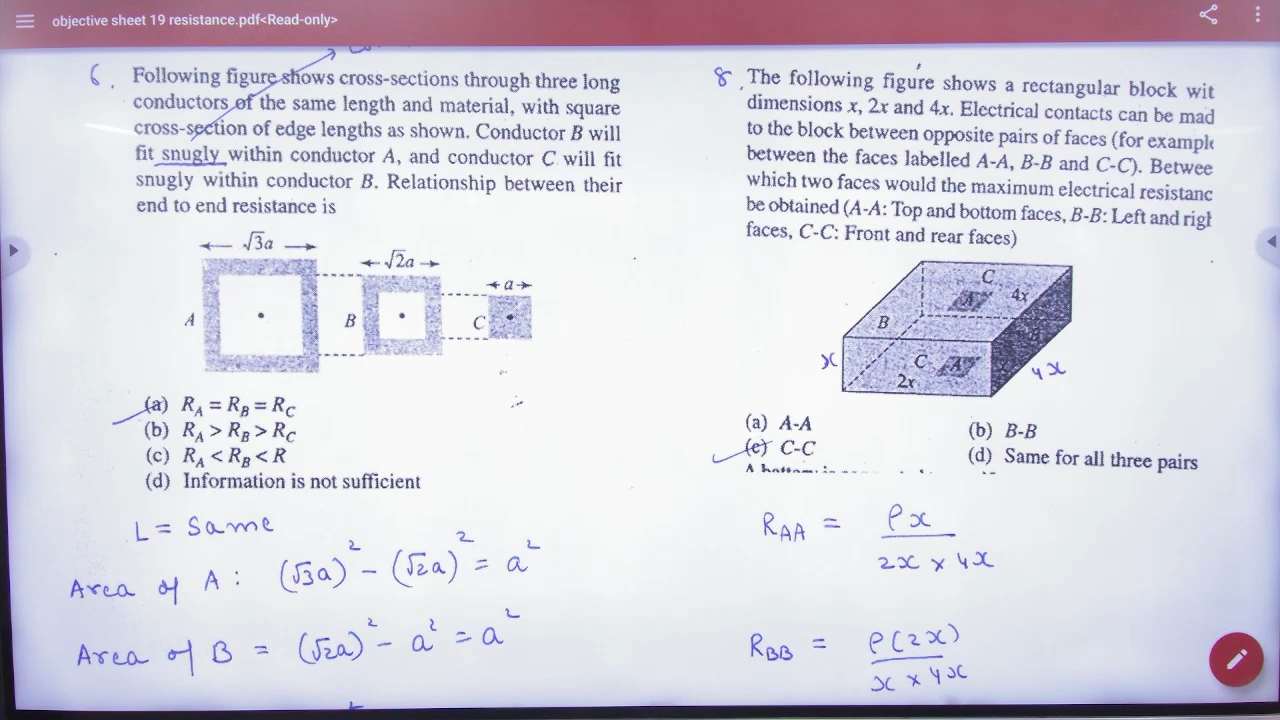 objective sheet 19 resistance.pdf<Read-only>
6. Following figure shows cross-sections through three long
conductors of the same length and material, with square
cross-section of edge lengths as shown. Conductor B will
fit snugly within conductor A, and conductor C will fit
snugly within conductor B. Relationship between their
end to end resistance is
√3a
√2a
a
A
B
C
(a) R_A = R_B = R_C
(b) R_A > R_B > R_C
(c) R_A < R_B < R
(d) Information is not sufficient
L = Same
Area of A : (√3a)² − (√2a)² = a²
Area of B = (√2a)² − a² = a²
8. The following figure shows a rectangular block wit
dimensions x, 2x and 4x. Electrical contacts can be mad
to the block between opposite pairs of faces (for example
between the faces labelled A-A, B-B and C-C). Betwee
which two faces would the maximum electrical resistanc
be obtained (A-A: Top and bottom faces, B-B: Left and righ
faces, C-C: Front and rear faces)
C
A
4x
B
x
C
A
2x
4x
(a) A-A
(b) B-B
(c) C-C
(d) Same for all three pairs
R_AA = ρx / 2x × 4x
R_BB = ρ(2x) / x × 4x